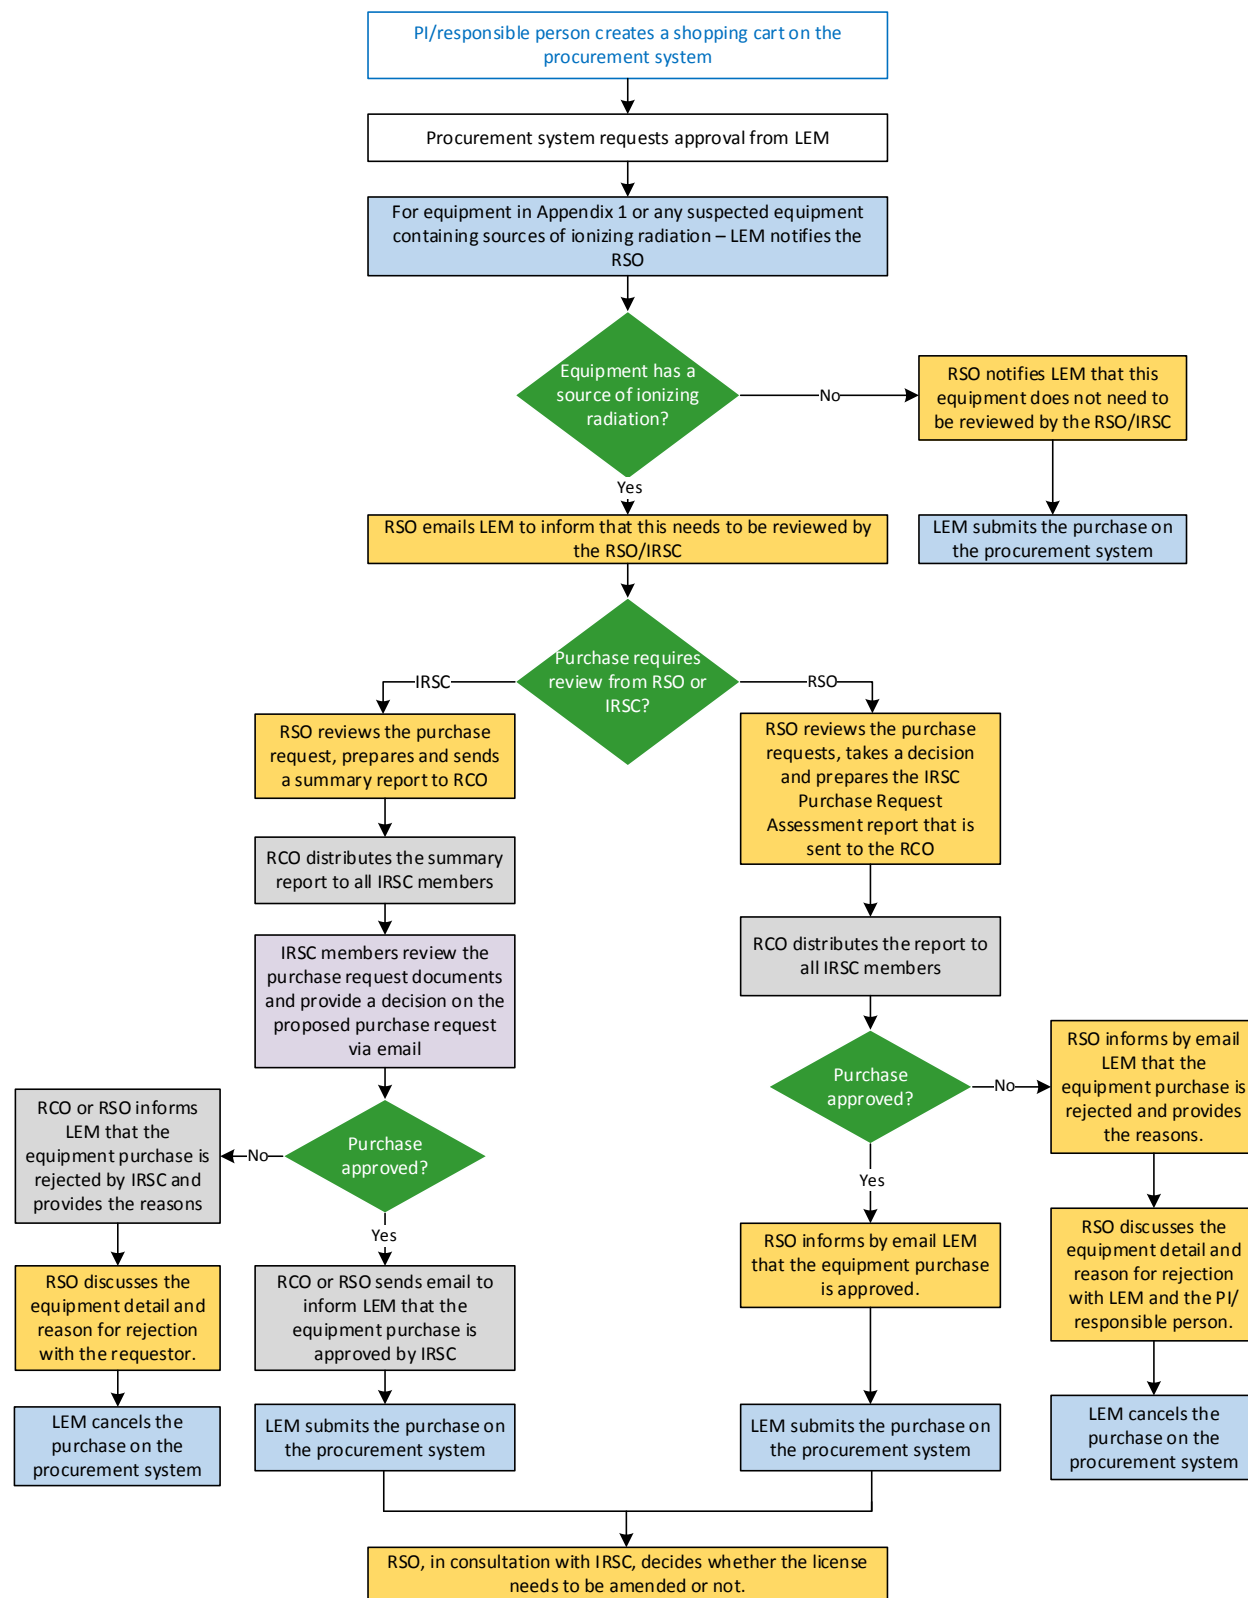 PI/responsible person creates a shopping cart on the
procurement system
Procurement system requests approval from LEM
For equipment in Appendix 1 or any suspected equipment
containing sources of ionizing radiation – LEM notifies the
RSO
Equipment has a
source of ionizing
radiation?
No
RSO notifies LEM that this
equipment does not need to
be reviewed by the RSO/IRSC
LEM submits the purchase on
the procurement system
Yes
RSO emails LEM to inform that this needs to be reviewed by
the RSO/IRSC
Purchase requires
review from RSO or
IRSC?
IRSC
RSO reviews the purchase
request, prepares and sends
a summary report to RCO
RCO distributes the summary
report to all IRSC members
IRSC members review the
purchase request documents
and provide a decision on the
proposed purchase request
via email
Purchase
approved?
No
RCO or RSO informs
LEM that the
equipment purchase is
rejected by IRSC and
provides the reasons
RSO discusses the
equipment detail and
reason for rejection
with the requestor.
LEM cancels the
purchase on the
procurement system
Yes
RCO or RSO sends email to
inform LEM that the
equipment purchase is
approved by IRSC
LEM submits the purchase on
the procurement system
RSO
RSO reviews the purchase
requests, takes a decision
and prepares the IRSC
Purchase Request
Assessment report that is
sent to the RCO
RCO distributes the report to
all IRSC members
Purchase
approved?
No
RSO informs by email
LEM that the
equipment purchase is
rejected and provides
the reasons.
RSO discusses the
equipment detail and
reason for rejection
with LEM and the PI/
responsible person.
LEM cancels the
purchase on the
procurement system
Yes
RSO informs by email LEM
that the equipment purchase
is approved.
LEM submits the purchase on
the procurement system
RSO, in consultation with IRSC, decides whether the license
needs to be amended or not.